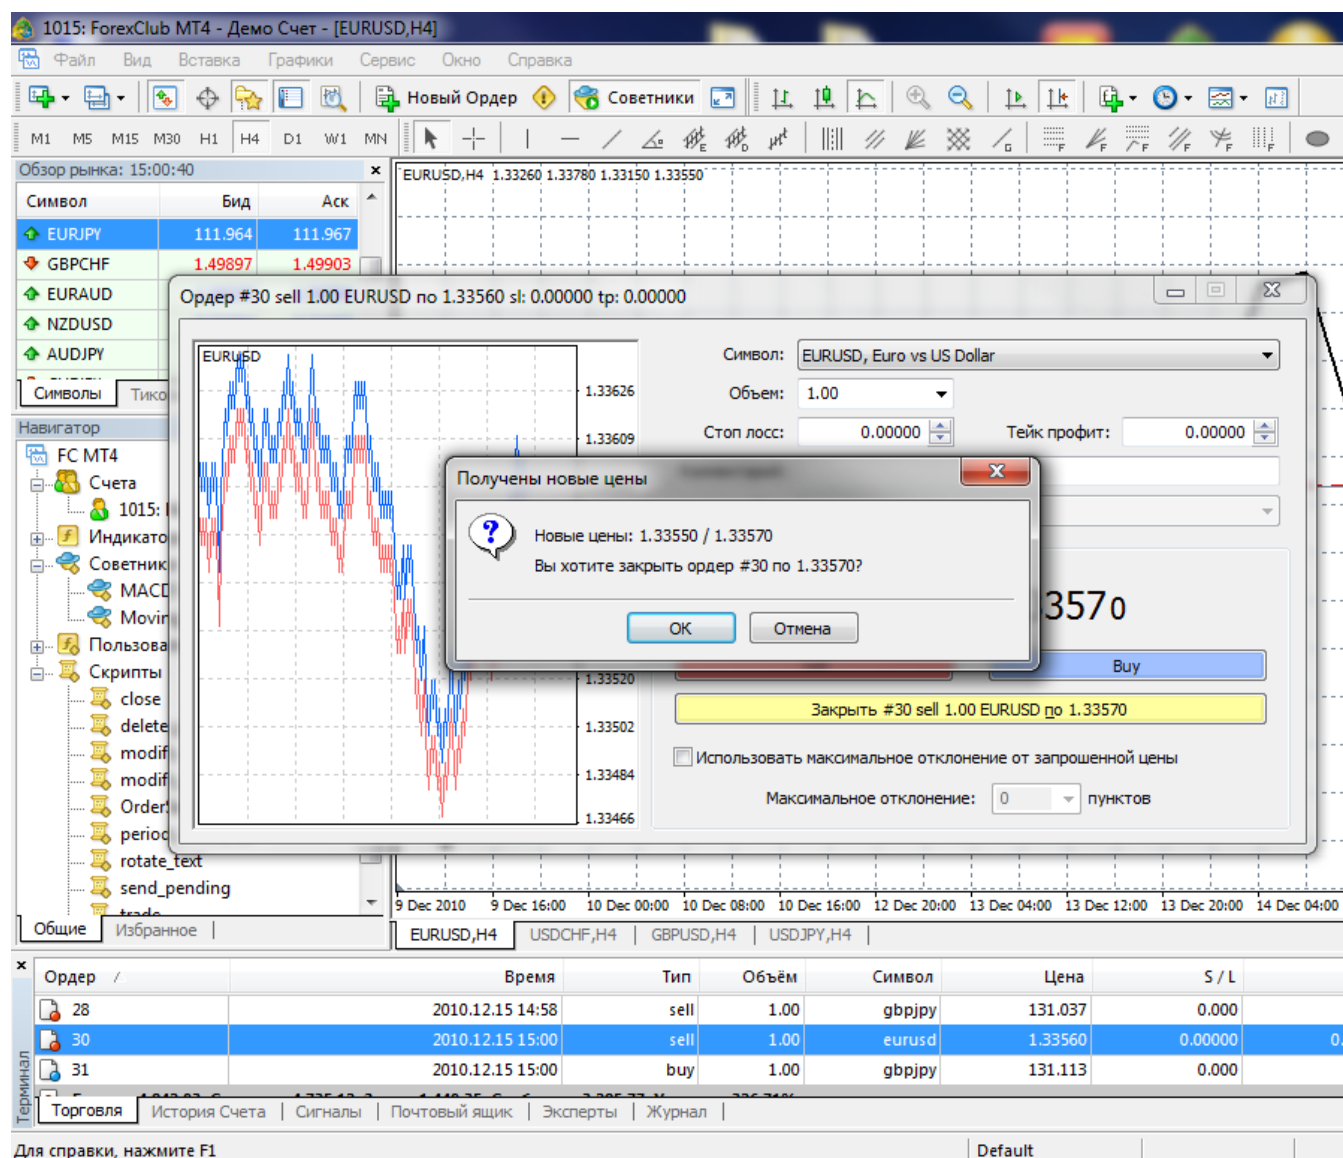 1015: ForexClub MT4 - Демо Счет - [EURUSD,H4]
Файл Вид Вставка Графики Сервис Окно Справка
Новый Ордер Советники
M1 M5 M15 M30 H1 H4 D1 W1 MN
Обзор рынка: 15:00:40
Символ Бид Аск
EURJPY 111.964 111.967
GBPCHF 1.49897 1.49903
EURAUD
NZDUSD
AUDJPY
Символы Тико
Навигатор
FC MT4
Счета
1015:
Индикато
Советник
MACD
Movin
Пользова
Скрипты
close
delete
modif
modif
Order
period
rotate_text
send_pending
trade
Общие Избранное
EURUSD,H4 1.33260 1.33780 1.33150 1.33550
Ордер #30 sell 1.00 EURUSD по 1.33560 sl: 0.00000 tp: 0.00000
EURUSD
1.33626
1.33609
1.33520
1.33502
1.33484
1.33466
Символ: EURUSD, Euro vs US Dollar
Объем: 1.00
Стоп лосс: 0.00000 Тейк профит: 0.00000
Получены новые цены
Новые цены: 1.33550 / 1.33570
Вы хотите закрыть ордер #30 по 1.33570?
OK Отмена
3570
Buy
Закрыть #30 sell 1.00 EURUSD по 1.33570
Использовать максимальное отклонение от запрошенной цены
Максимальное отклонение: 0 пунктов
9 Dec 2010 9 Dec 16:00 10 Dec 00:00 10 Dec 08:00 10 Dec 16:00 12 Dec 20:00 13 Dec 04:00 13 Dec 12:00 13 Dec 20:00 14 Dec 04:00
EURUSD,H4 USDCHF,H4 GBPUSD,H4 USDJPY,H4
Ордер / Время Тип Объём Символ Цена S / L
28 2010.12.15 14:58 sell 1.00 gbpjpy 131.037 0.000
30 2010.12.15 15:00 sell 1.00 eurusd 1.33560 0.00000 0.
31 2010.12.15 15:00 buy 1.00 gbpjpy 131.113 0.000
Терминал
Торговля История Счета Сигналы Почтовый ящик Эксперты Журнал
Для справки, нажмите F1 Default